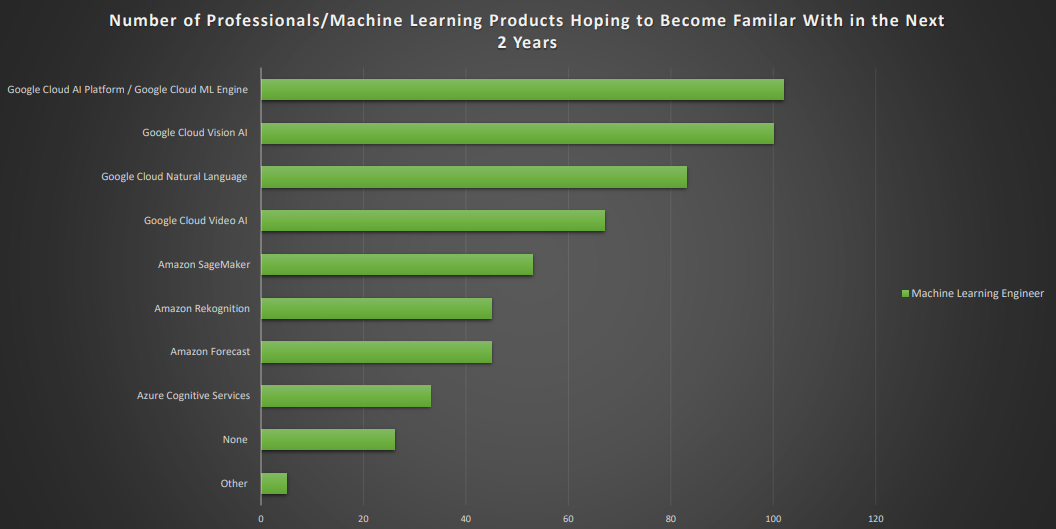 Number of Professionals/Machine Learning Products Hoping to Become Familar With in the Next
2 Years
Google Cloud AI Platform / Google Cloud ML Engine
Google Cloud Vision AI
Google Cloud Natural Language
Google Cloud Video AI
Amazon SageMaker
Amazon Rekognition
Machine Learning Engineer
Amazon Forecast
Azure Cognitive Services
None
Other
0 20 40 60 80 100 120